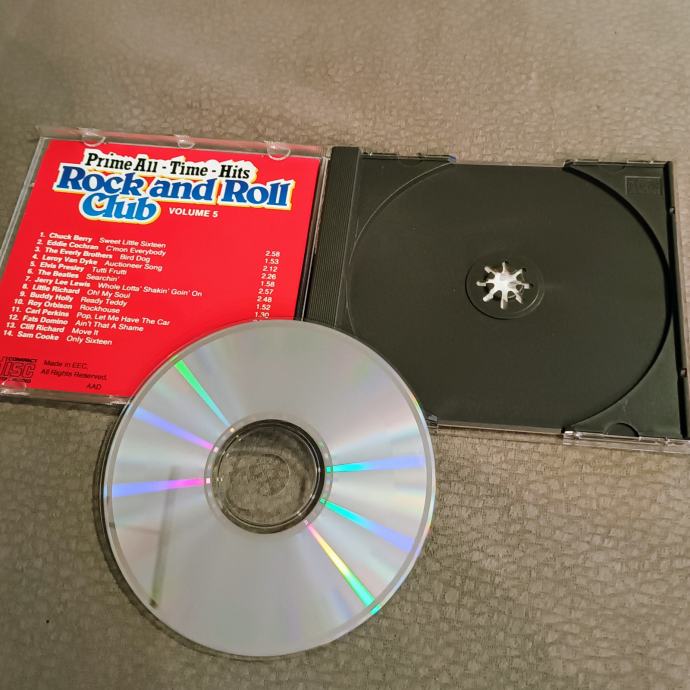 Prime All-Time-Hits
Rock and Roll
Club VOLUME 5
1. Chuck Berry Sweet Little Sixteen 2.58
2. Eddie Cochran C'mon Everybody 1.53
3. The Everly Brothers Bird Dog 2.12
4. Leroy Van Dyke Auctioneer Song 2.26
5. Elvis Presley Tutti Frutti 1.58
6. The Beatles Searchin' 2.57
7. Jerry Lee Lewis Whole Lotta' Shakin' Goin' On 2.48
8. Little Richard Oh! My Soul 1.52
9. Buddy Holly Ready Teddy 1.30
10. Roy Orbison Rockhouse
11. Carl Perkins Pop, Let Me Have The Car
12. Fats Domino Ain't That A Shame
13. Cliff Richard Move It
14. Sam Cooke Only Sixteen
COMPACT
disc
Made in EEC,
All Rights Reserved.
AAD